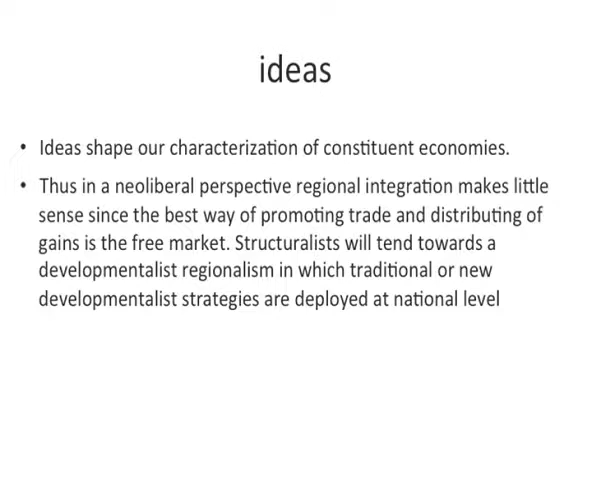 ideas
• Ideas shape our characterization of constituent economies.
• Thus in a neoliberal perspective regional integration makes little
sense since the best way of promoting trade and distributing of
gains is the free market. Structuralists will tend towards a
developmentalist regionalism in which traditional or new
developmentalist strategies are deployed at national level